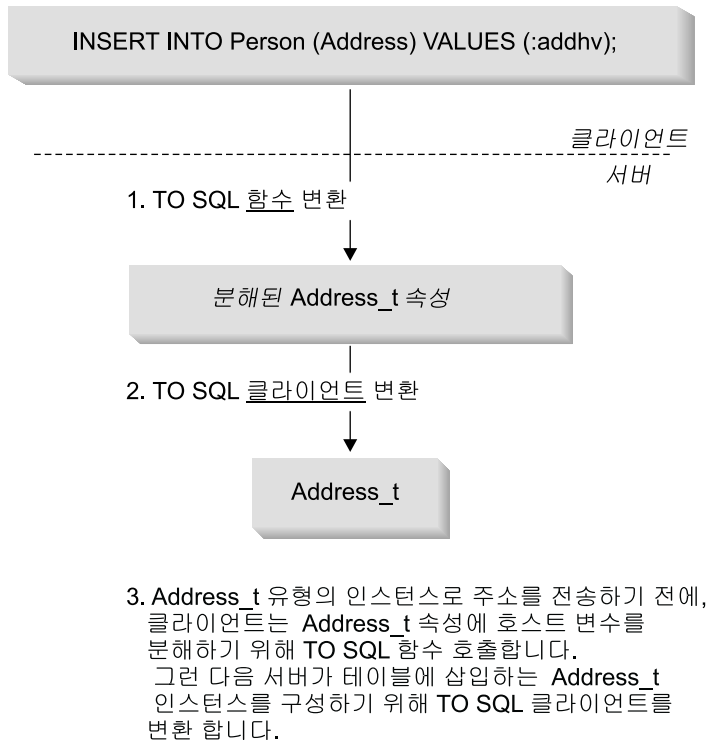 INSERT INTO Person (Address) VALUES (:addhv);
클라이언트
서버
1. TO SQL 함수 변환
분해된 Address_t 속성
2. TO SQL 클라이언트 변환
Address_t
3. Address_t 유형의 인스턴스로 주소를 전송하기 전에,
클라이언트는 Address_t 속성에 호스트 변수를
분해하기 위해 TO SQL 함수 호출합니다.
그런 다음 서버가 테이블에 삽입하는 Address_t
인스턴스를 구성하기 위해 TO SQL 클라이언트를
변환 합니다.